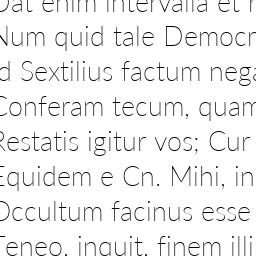 Dat enim intervalla et r
Num quid tale Democr
d Sextilius factum nega
Conferam tecum, quam
Restatis igitur vos; Cur
Equidem e Cn. Mihi, in
Occultum facinus esse
Teneo, inquit, finem illi